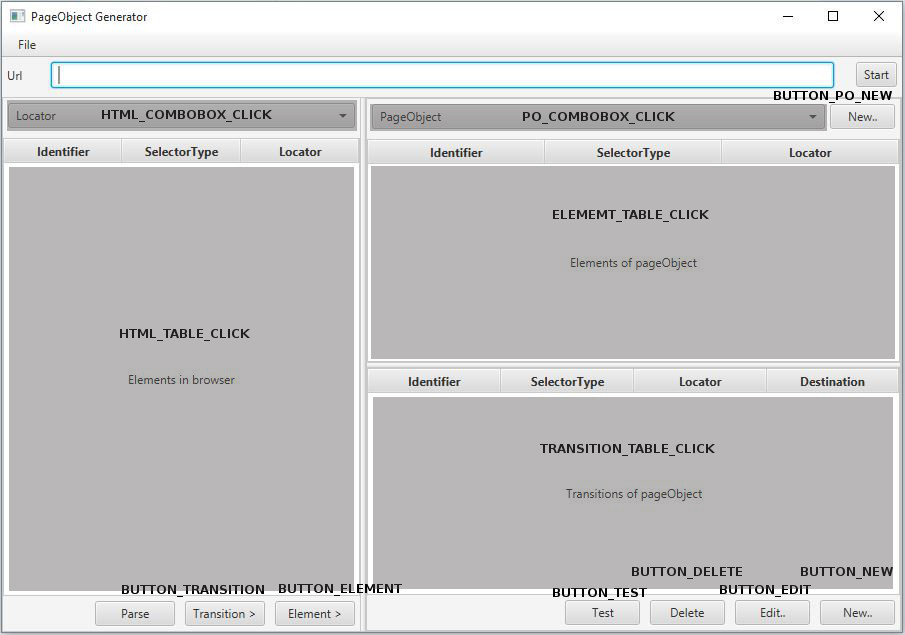 PageObject Generator
File
Url
Start
BUTTON_PO_NEW
Locator HTML_COMBOBOX_CLICK
PageObject PO_COMBOBOX_CLICK New..
Identifier SelectorType Locator
Identifier SelectorType Locator
ELEMEMT_TABLE_CLICK
Elements of pageObject
HTML_TABLE_CLICK
Elements in browser
Identifier SelectorType Locator Destination
TRANSITION_TABLE_CLICK
Transitions of pageObject
BUTTON_TRANSITION BUTTON_ELEMENT
Parse Transition > Element >
BUTTON_DELETE BUTTON_NEW
BUTTON_TEST BUTTON_EDIT
Test Delete Edit.. New..